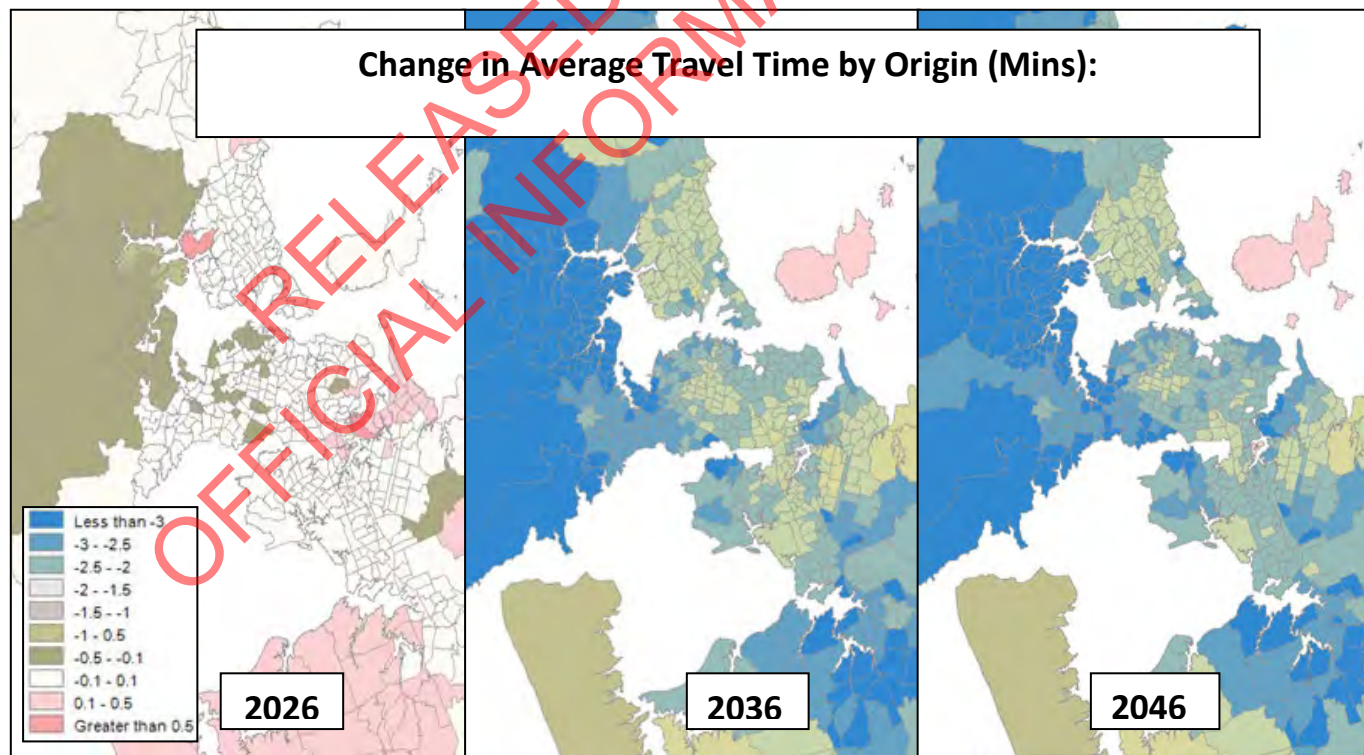 Change in Average Travel Time by Origin (Mins):
RELEASED
OFFICIAL INFORMA
Less than -3
-3 - -2.5
-2.5 - -2
-2 - -1.5
-1.5 - -1
-1 - 0.5
-0.5 - -0.1
-0.1 - 0.1
0.1 - 0.5
Greater than 0.5
2026
2036
2046